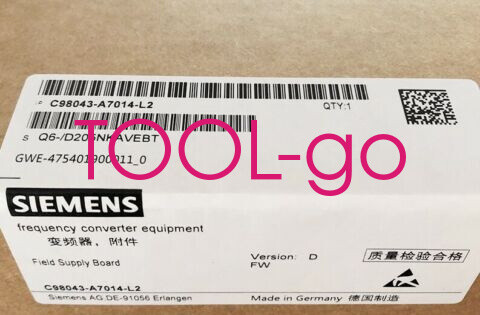 P C98043-A7014-L2
QTY:1
TOOL-go
S Q6-/D205NKAVEBT
GWE-475401900011_0
SIEMENS
frequency converter equipment
变频器，附件
Field Supply Board
Version: D
FW
质量检验合格
C98043-A7014-L2
Siemens AG,DE-91056 Erlangen
Made in Germany 德国制造